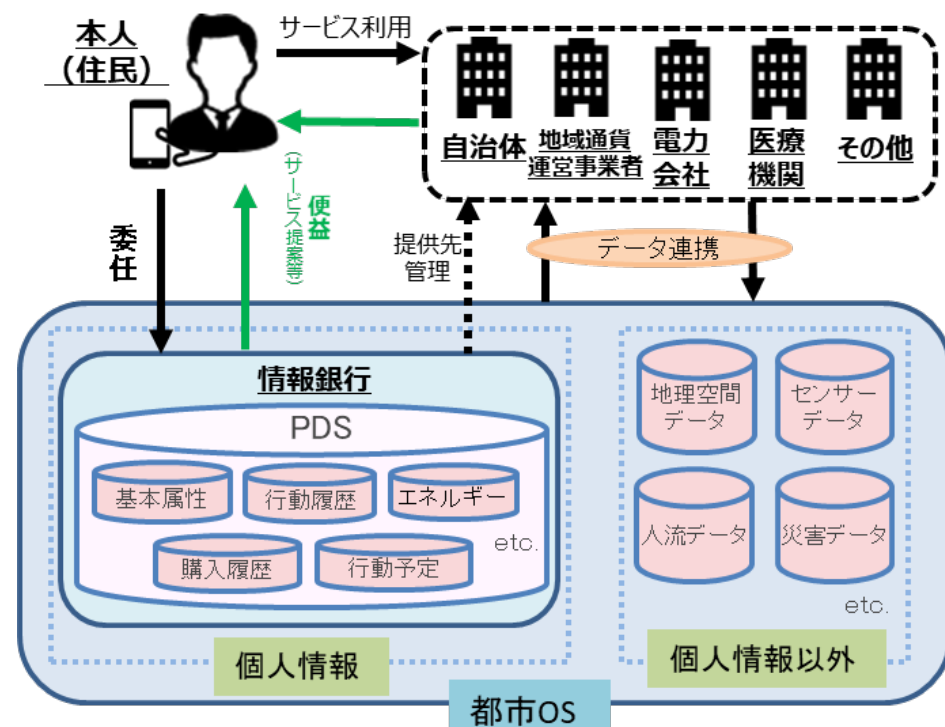 本人
(住民)
サービス利用
自治体
地域通貨
運営事業者
電力
会社
医療
機関
その他
委任
便益
(サービス提案等)
提供先
管理
データ連携
情報銀行
PDS
基本属性
行動履歴
エネルギー
購入履歴
行動予定
etc.
地理空間
データ
センサー
データ
人流データ
災害データ
etc.
個人情報
個人情報以外
都市OS